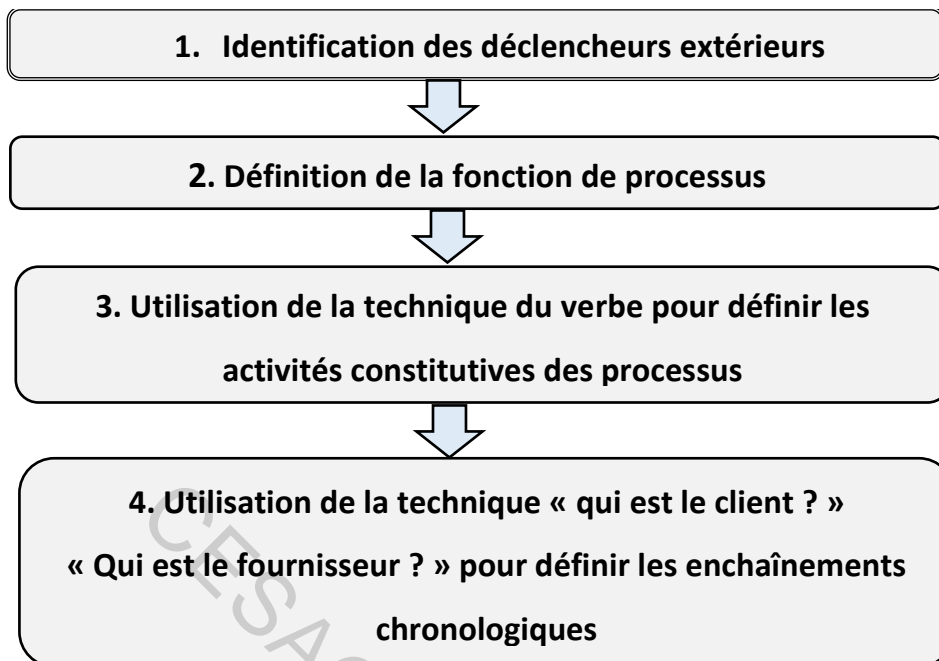 1. Identification des déclencheurs extérieurs
2. Définition de la fonction de processus
3. Utilisation de la technique du verbe pour définir les
activités constitutives des processus
4. Utilisation de la technique « qui est le client ? »
« Qui est le fournisseur ? » pour définir les enchaînements
chronologiques